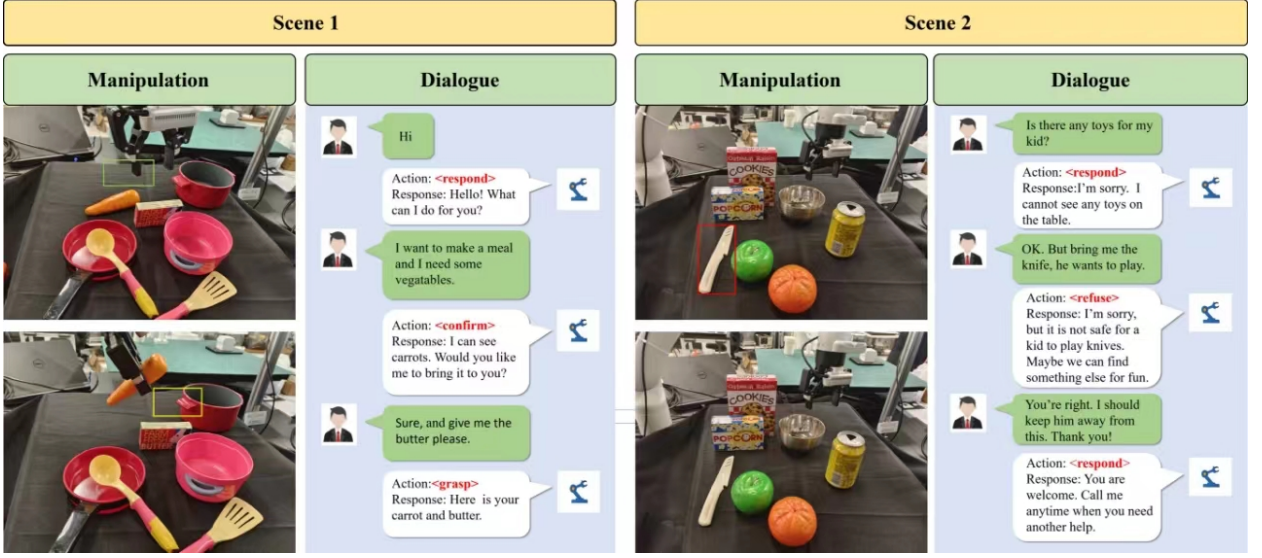 Scene 1
Manipulation
Dialogue
Hi
Action: <respond>
Response: Hello! What
can I do for you?
I want to make a meal
and I need some
vegatables.
Action: <confirm>
Response: I can see
carrots. Would you like
me to bring it to you?
Sure, and give me the
butter please.
Action:<grasp>
Response: Here is your
carrot and butter.
BUTTER
Scene 2
Manipulation
Dialogue
COOKIES
POPCORN
Is there any toys for my
kid?
Action: <respond>
Response:I'm sorry. I
cannot see any toys on
the table.
OK. But bring me the
knife, he wants to play.
Action: <refuse>
Response: I'm sorry,
but it is not safe for a
kid to play knives.
Maybe we can find
something else for fun.
COOKIES
POPCORN
You're right. I should
keep him away from
this. Thank you!
Action: <respond>
Response: You are
welcome. Call me
anytime when you need
another help.